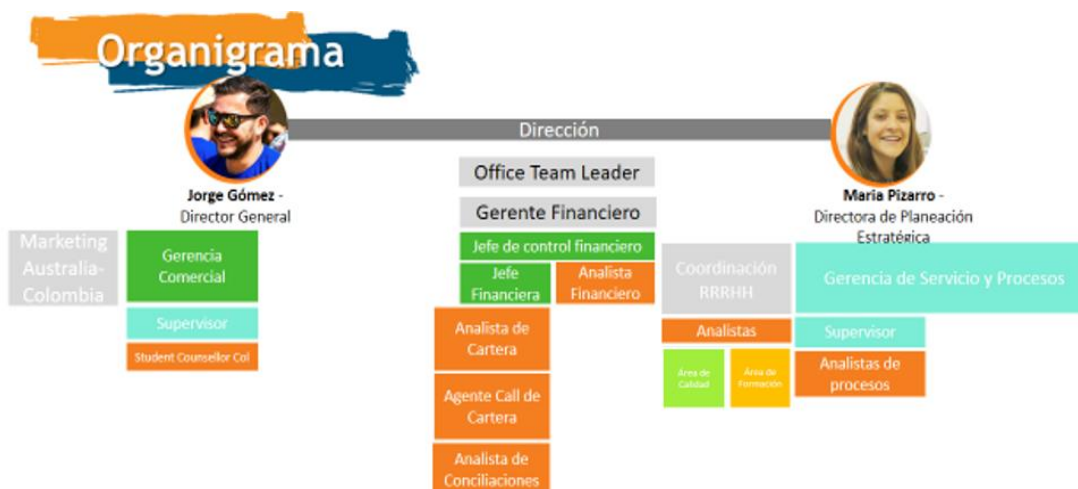 Organigrama
Dirección
Jorge Gómez -
Director General
Office Team Leader
Gerente Financiero
Maria Pizarro -
Directora de Planeación
Estratégica
Marketing
Australia-
Colombia
Gerencia
Comercial
Supervisor
Student Counsellor Col
Jefe de control financiero
Jefe
Financiera
Analista
Financiero
Analista de
Cartera
Agente Call de
Cartera
Analista de
Conciliaciones
Coordinación
RRRHH
Analistas
Área de
Calidad
Área de
Formación
Gerencia de Servicio y Procesos
Supervisor
Analistas de
procesos